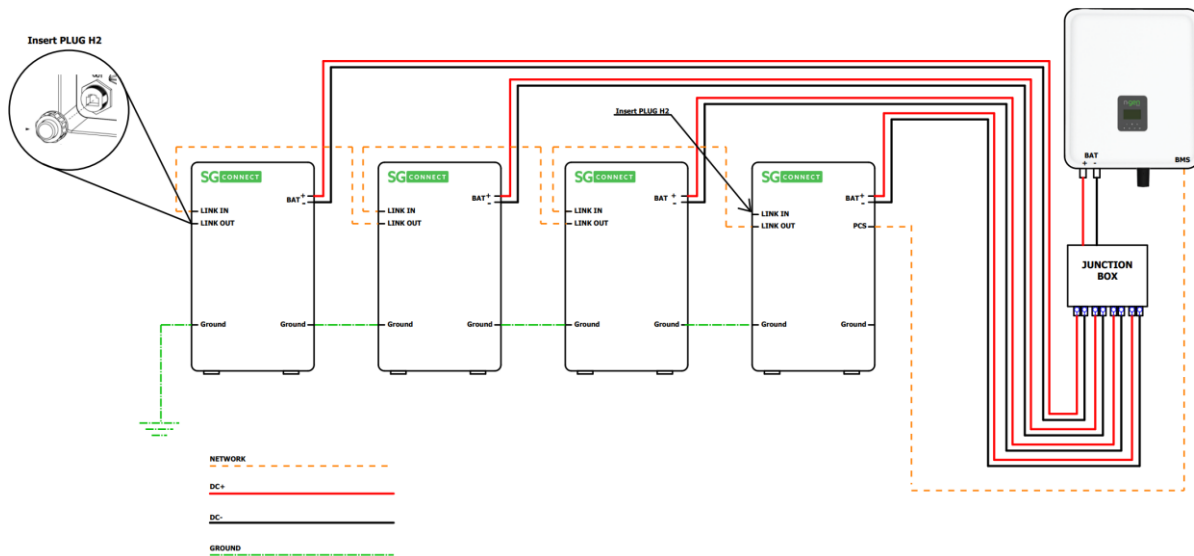 Insert PLUG H2
Insert PLUG H2
BAT
+ -
BMS
SG CONNECT
BAT + -
LINK IN
LINK OUT
Ground
Ground
SG CONNECT
BAT + -
LINK IN
LINK OUT
Ground
Ground
SG CONNECT
BAT + -
LINK IN
LINK OUT
Ground
Ground
SG CONNECT
BAT + -
LINK IN
LINK OUT
PCS
Ground
Ground
JUNCTION
BOX
NETWORK
DC+
DC-
GROUND